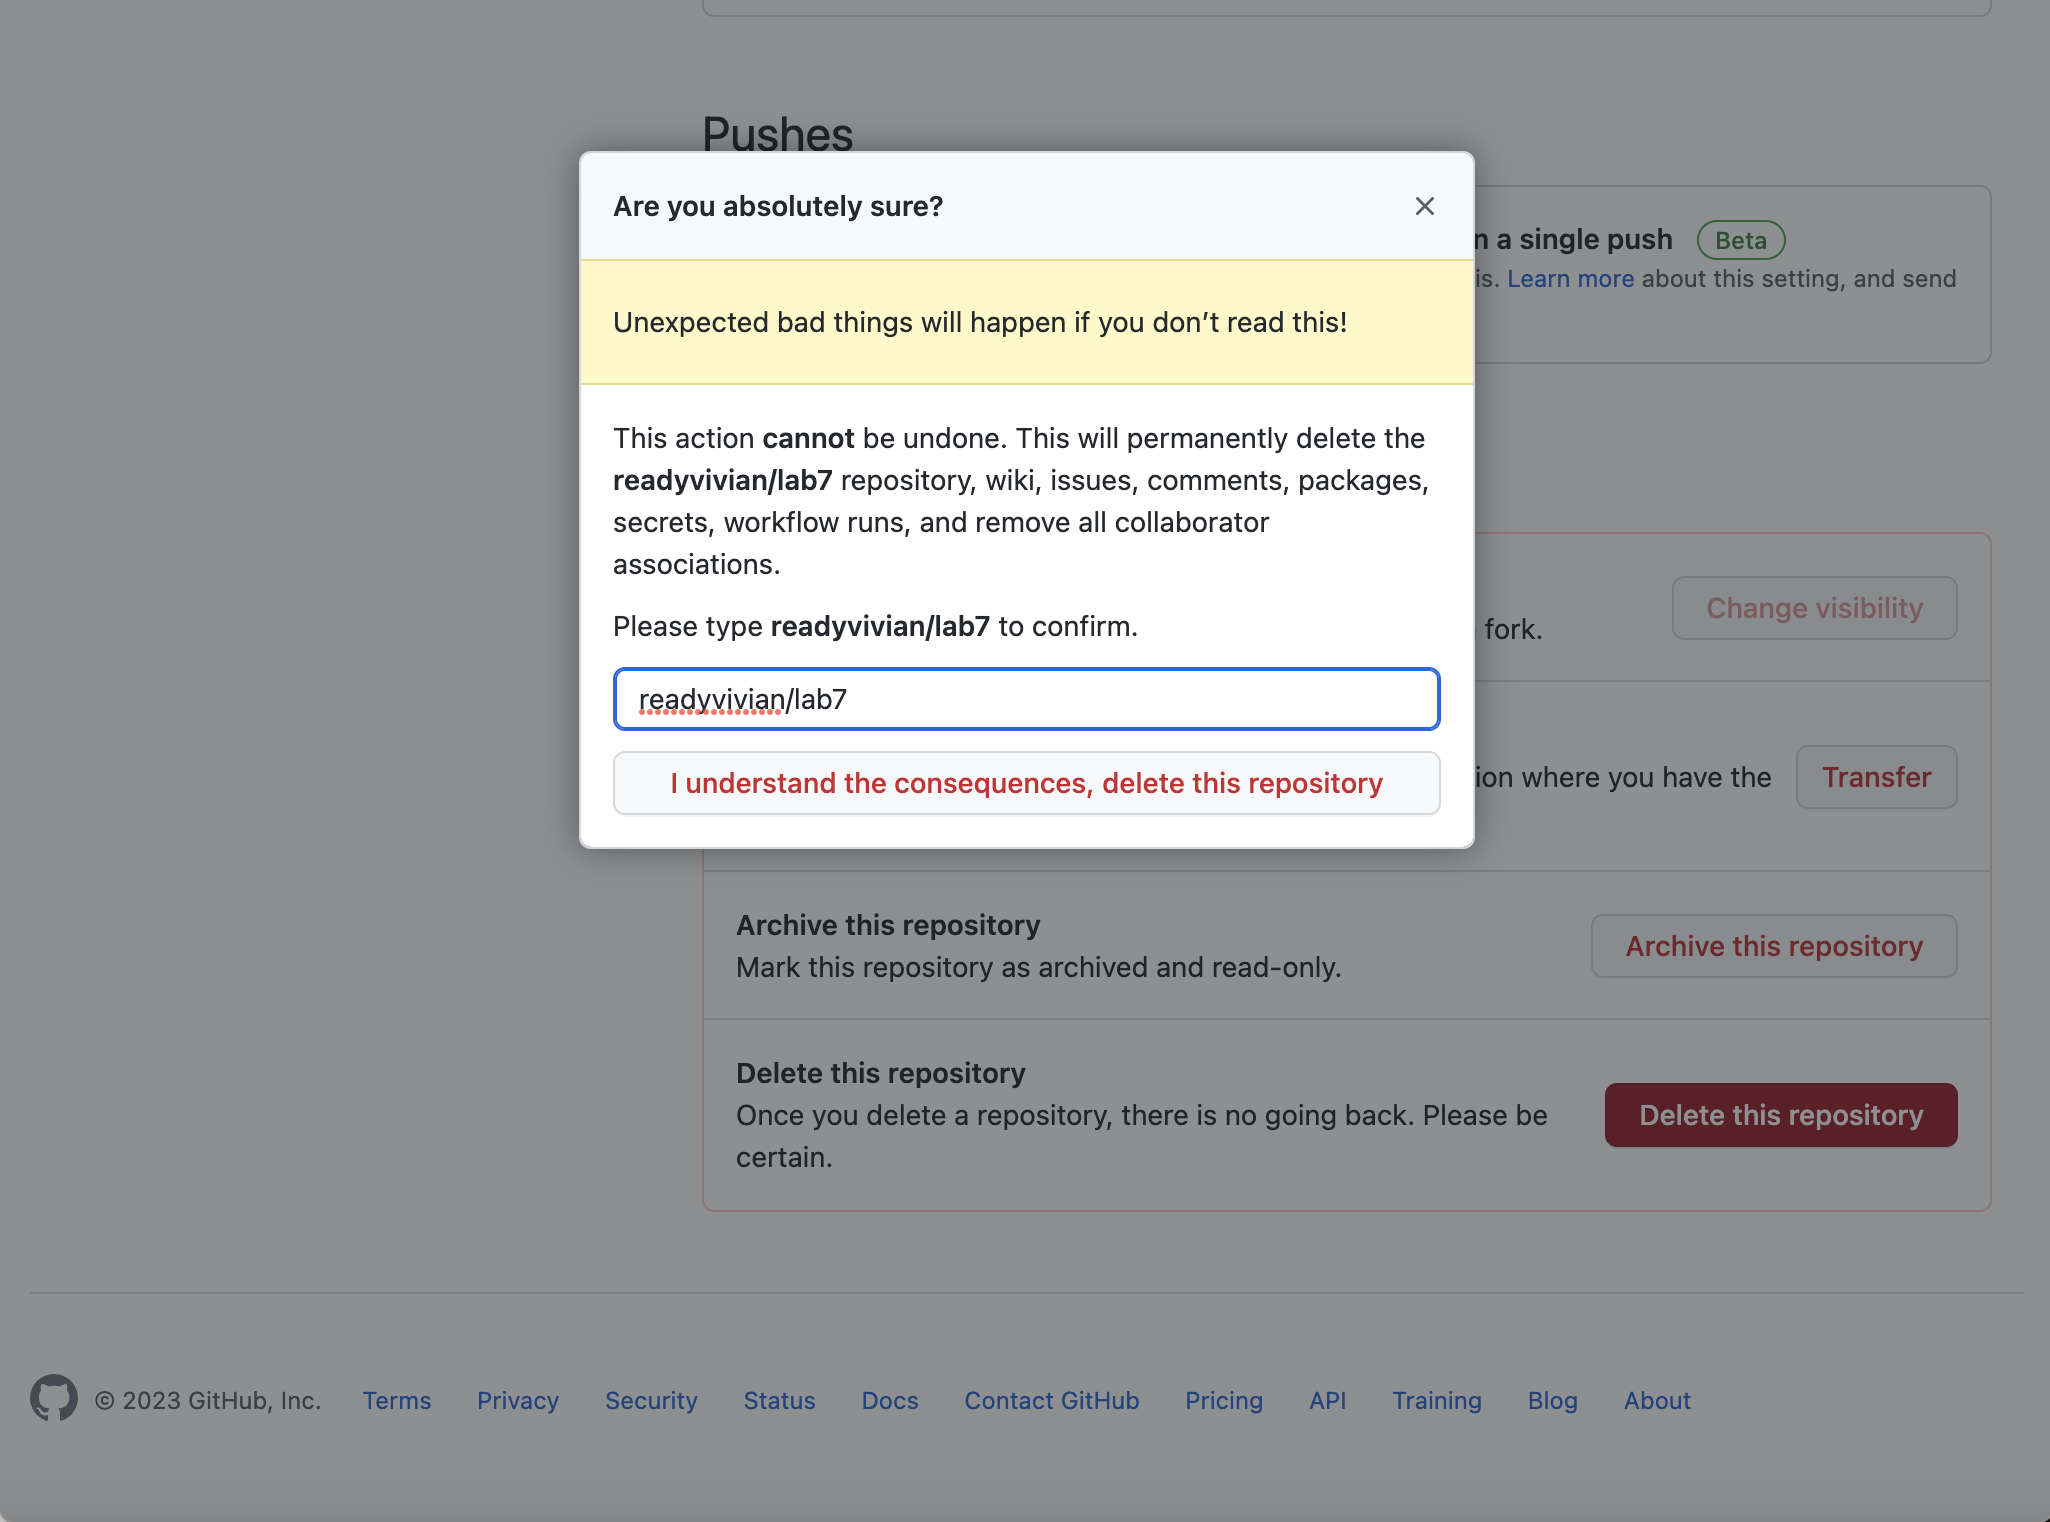 Pushes
Are you absolutely sure?
n a single push Beta
Unexpected bad things will happen if you don’t read this!
is. Learn more about this setting, and send
This action cannot be undone. This will permanently delete the
readyvivian/lab7 repository, wiki, issues, comments, packages,
secrets, workflow runs, and remove all collaborator
associations.
Please type readyvivian/lab7 to confirm.
readyvivian/lab7
I understand the consequences, delete this repository
fork.
Change visibility
ion where you have the
Transfer
Archive this repository
Mark this repository as archived and read-only.
Archive this repository
Delete this repository
Once you delete a repository, there is no going back. Please be
certain.
Delete this repository
© 2023 GitHub, Inc. Terms Privacy Security Status Docs Contact GitHub Pricing API Training Blog About